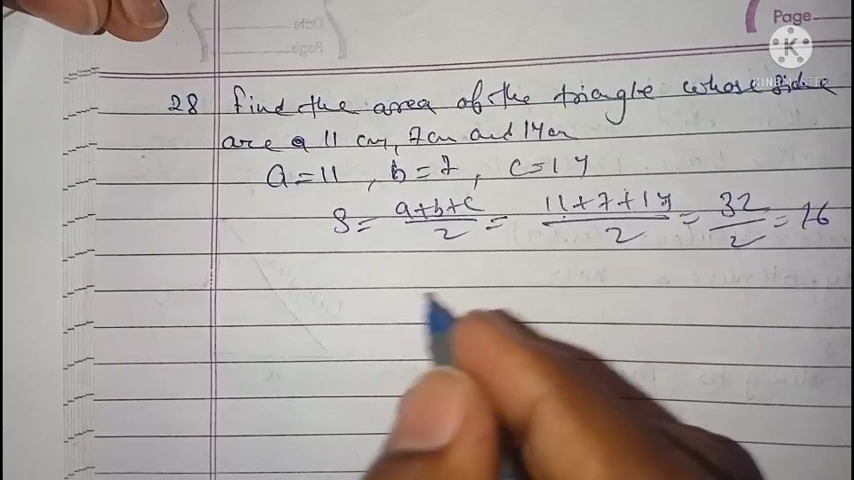 Page
KINEMASTER
28 Find the area of the triangle whose side
are a 11 cm, 7cm and 14cm
a = 11 , b = 7 , c = 14
S = a+b+c/2 = 11+7+14/2 = 32/2 = 16